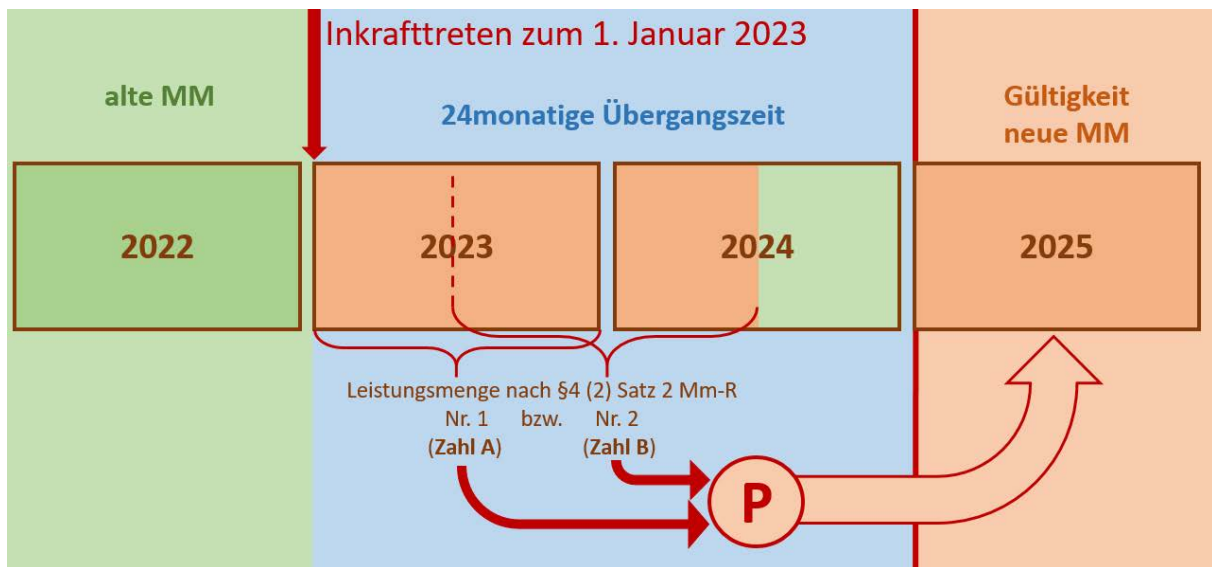 Inkrafttreten zum 1. Januar 2023
alte MM
24monatige Übergangszeit
Gültigkeit
neue MM
2022
2023
2024
2025
Leistungsmenge nach §4 (2) Satz 2 Mm-R
Nr. 1 bzw. Nr. 2
(Zahl A) (Zahl B)
P